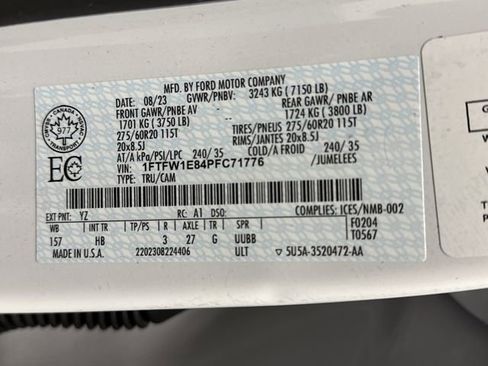 MFD. BY FORD MOTOR COMPANY
DATE: 08/23 GVWR/PNBV: 3243 KG ( 7150 LB)
FRONT GAWR/ PNBE AV REAR GAWR/ PNBE AR
1701 KG ( 3750 LB) 1724 KG ( 3800 LB)
275/60R20 115T TIRES/PNEUS 275/60R20 115T
20x8.5J RIMS/JANTES 20x8.5J
AT/A kPa/PSI/LPC 240/ 35 COLD/A FROID 240/ 35
VIN: 1FTFW1E84PFC71776 /JUMELEES
TYPE: TRU/CAM
CANADA
977
TRANSPORT
EC
EXT PNT: YZ RC: A1 DSO: COMPLIES: ICES/NMB-002
WB INT TR TP/PS R AXLE TR SPR F0204
157 HB 3 27 G UUBB T0567
MADE IN U.S.A. 2202308224406 ULT 5U5A-3520472-AA